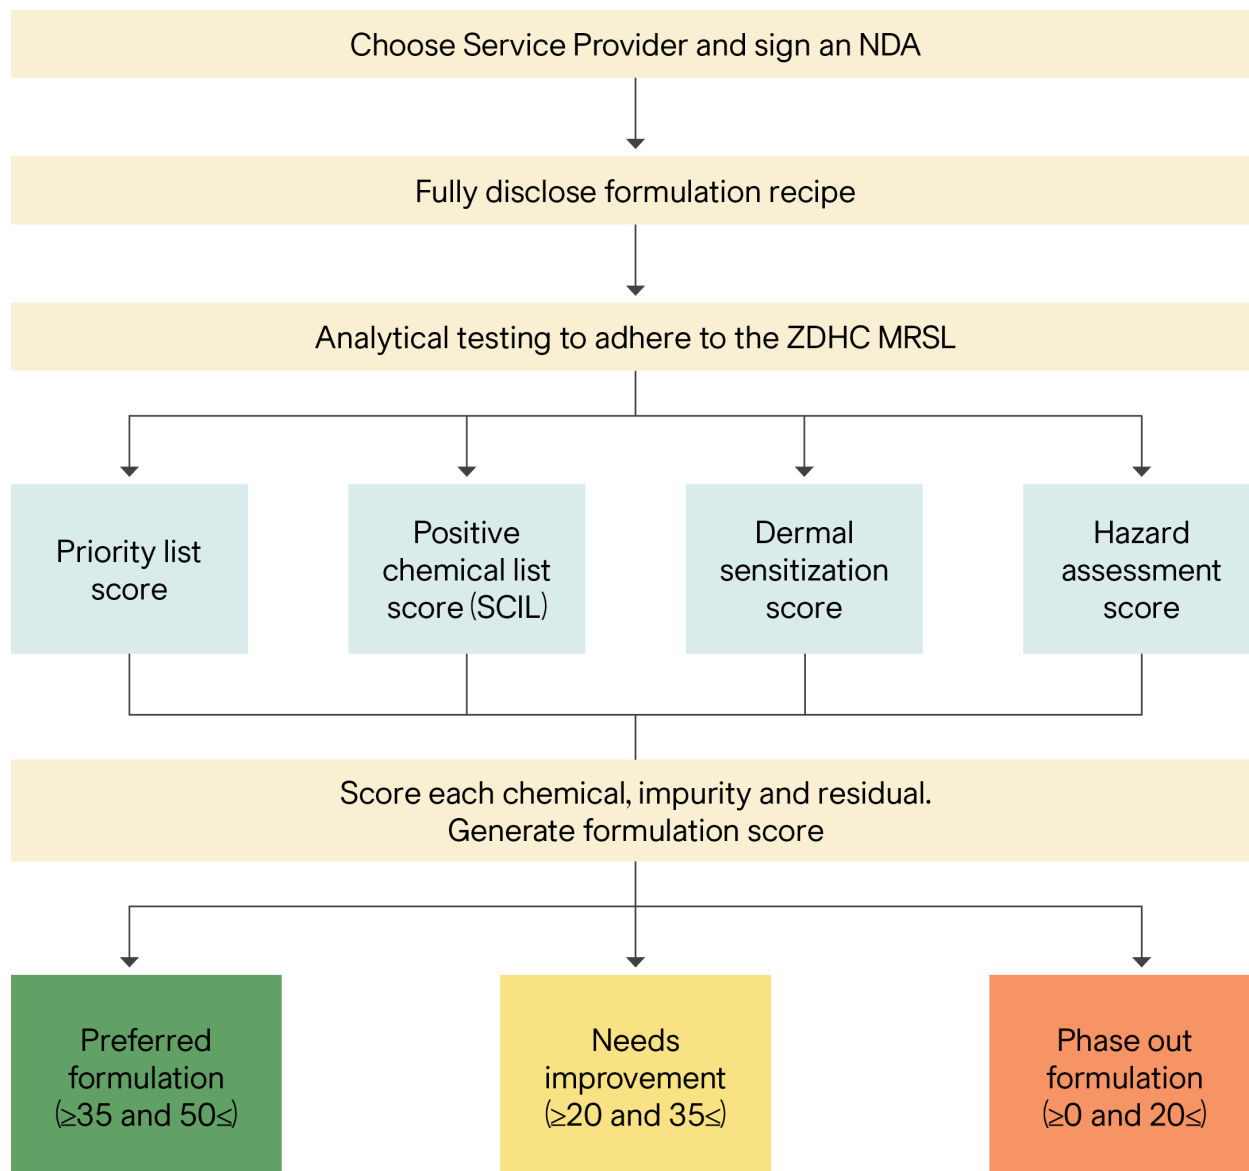 Choose Service Provider and sign an NDA
Fully disclose formulation recipe
Analytical testing to adhere to the ZDHC MRSL
Priority list
score
Positive
chemical list
score (SCIL)
Dermal
sensitization
score
Hazard
assessment
score
Score each chemical, impurity and residual.
Generate formulation score
Preferred
formulation
(≥35 and 50≤)
Needs
improvement
(≥20 and 35≤)
Phase out
formulation
(≥0 and 20≤)